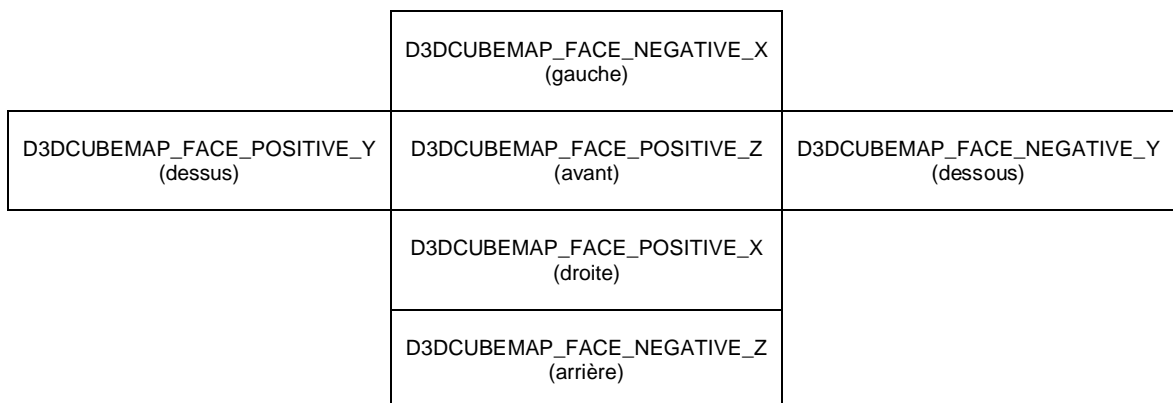 D3DCUBEMAP_FACE_NEGATIVE_X
(gauche)
D3DCUBEMAP_FACE_POSITIVE_Y
(dessus)
D3DCUBEMAP_FACE_POSITIVE_Z
(avant)
D3DCUBEMAP_FACE_NEGATIVE_Y
(dessous)
D3DCUBEMAP_FACE_POSITIVE_X
(droite)
D3DCUBEMAP_FACE_NEGATIVE_Z
(arrière)